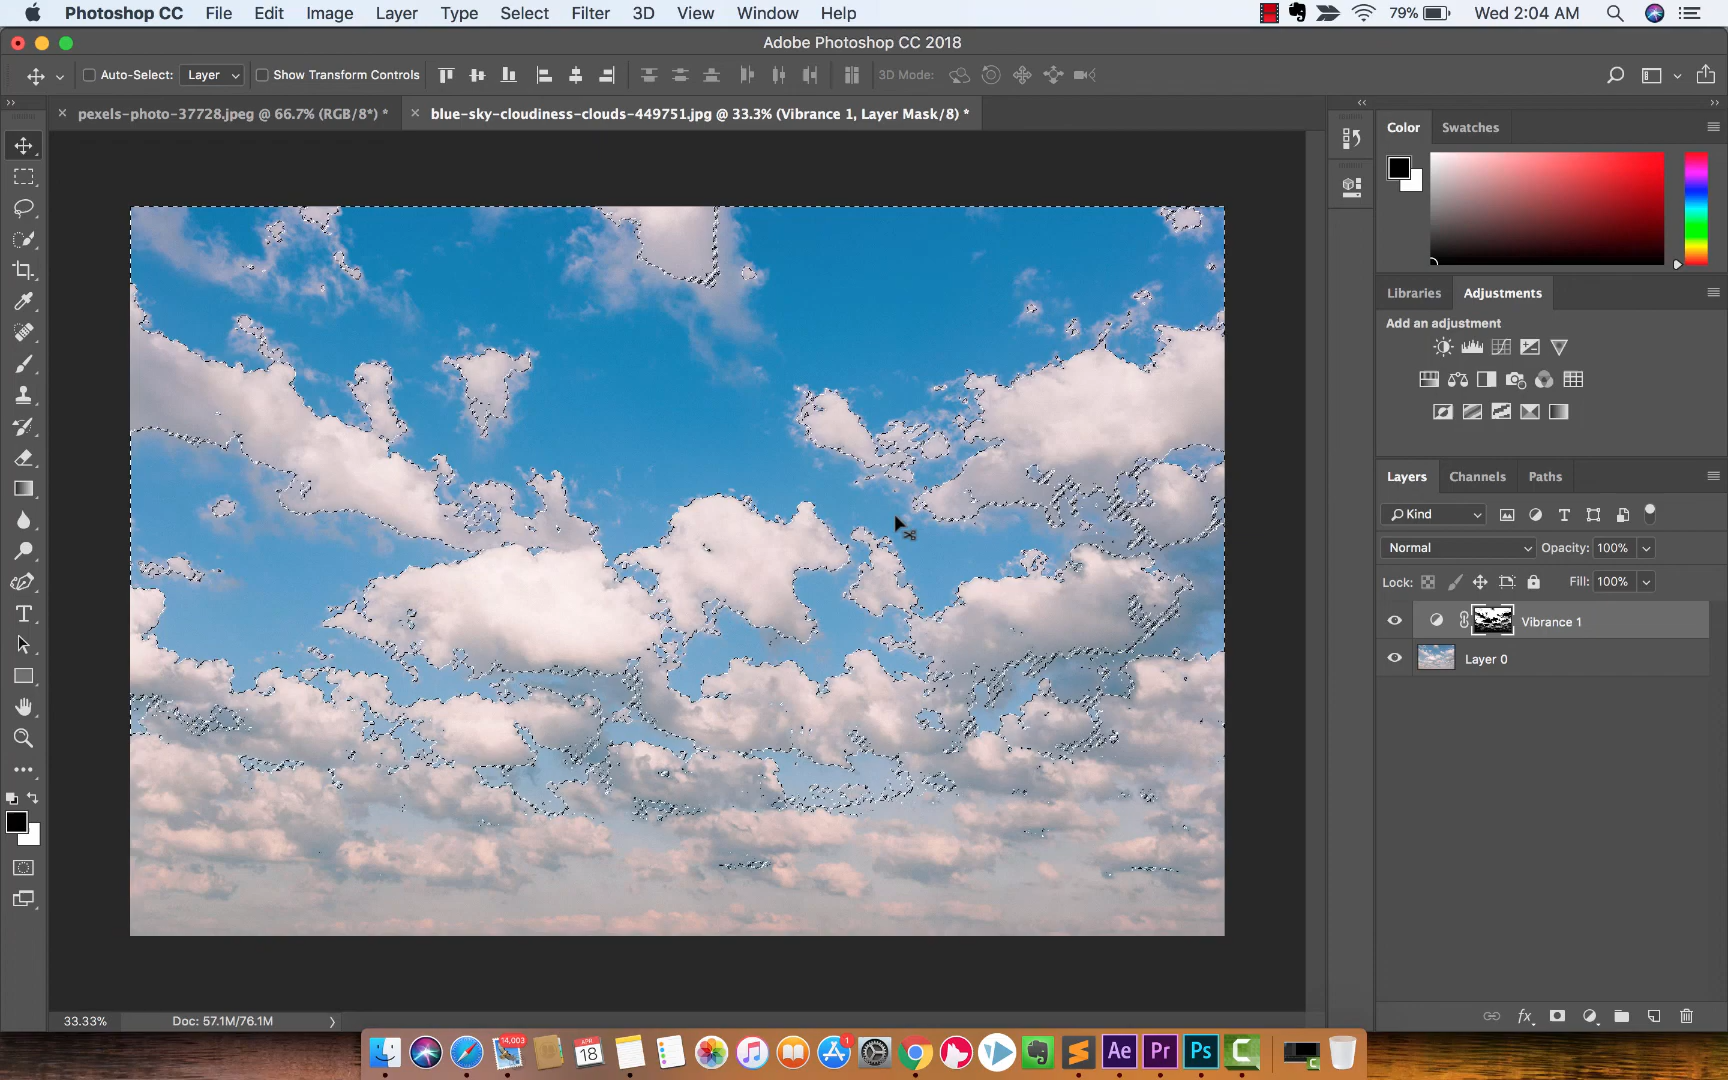 Photoshop CC File Edit Image Layer Type Select Filter 3D View Window Help 79% Wed 2:04 AM
Adobe Photoshop CC 2018
Auto-Select: Layer Show Transform Controls 3D Mode:
pexels-photo-37728.jpeg @ 66.7% (RGB/8*) * blue-sky-cloudiness-clouds-449751.jpg @ 33.3% (Vibrance 1, Layer Mask/8) *
Color Swatches
Libraries Adjustments
Add an adjustment
Layers Channels Paths
Kind
Normal Opacity: 100%
Lock: Fill: 100%
Vibrance 1
Layer 0
33.33% Doc: 57.1M/76.1M
14,003
APR
18
1
Ae Pr Ps C